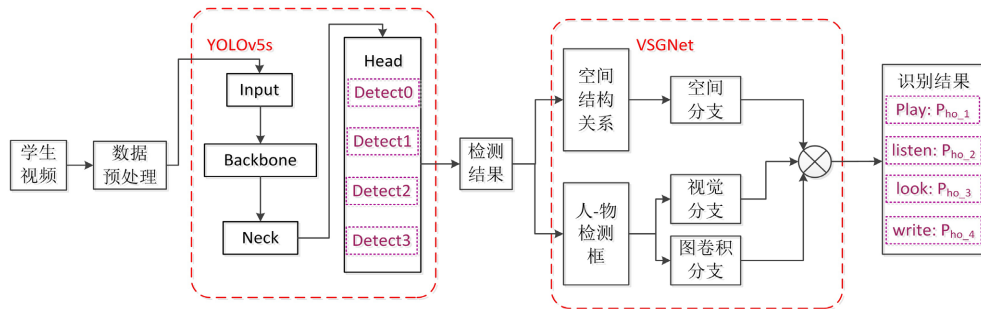 学生
视频
数据
预处理
YOLOv5s
Input
Backbone
Neck
Head
Detect0
Detect1
Detect2
Detect3
检测
结果
VSGNet
空间
结构
关系
空间
分支
人-物
检测
框
视觉
分支
图卷积
分支
识别结果
Play: Pho_1
listen: Pho_2
look: Pho_3
write: Pho_4